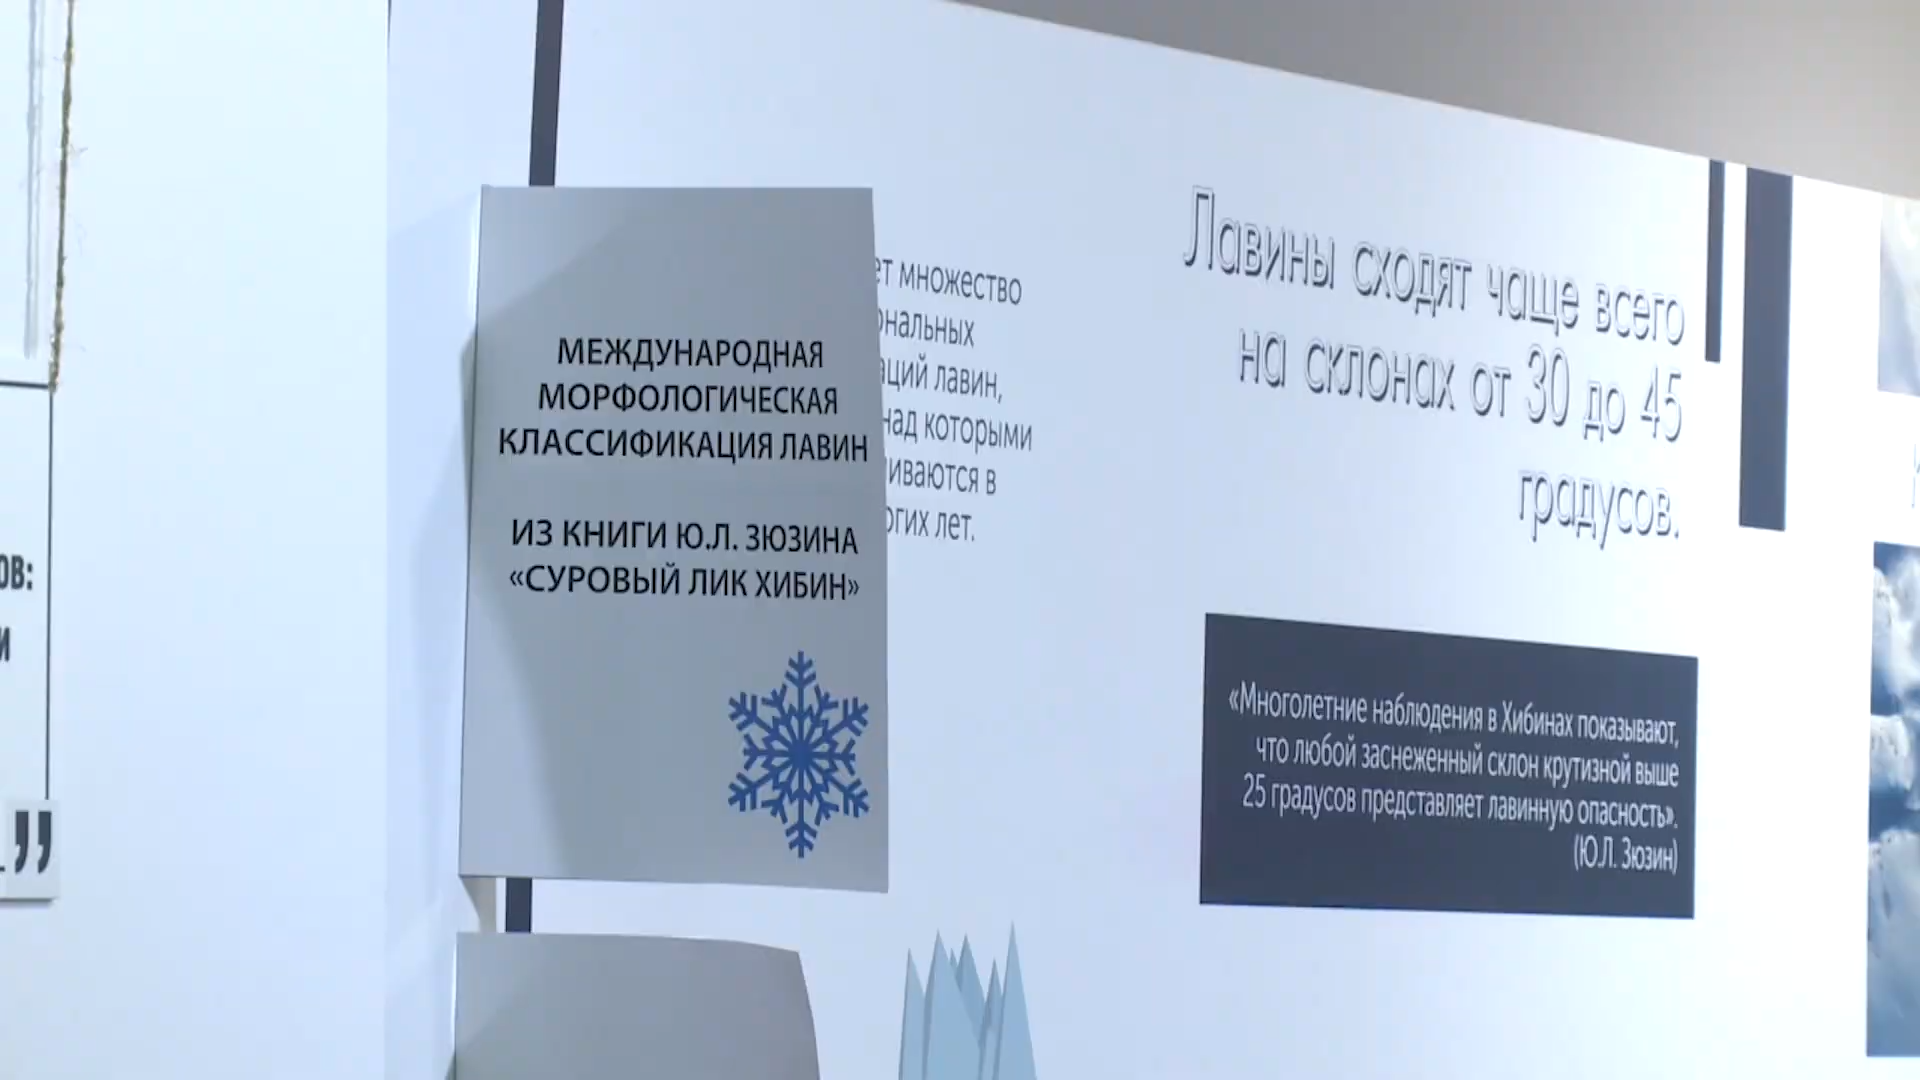 МЕЖДУНАРОДНАЯ
МОРФОЛОГИЧЕСКАЯ
КЛАССИФИКАЦИЯ ЛАВИН
ИЗ КНИГИ Ю.Л. ЗЮЗИНА
«СУРОВЫЙ ЛИК ХИБИН»
множество
лавин,
над которыми
в
лет.
Лавины сходят чаще всего
на склонах от 30 до 45
градусов.
«Многолетние наблюдения в Хибинах показывают,
что любой заснеженный склон крутизной выше
25 градусов представляет лавинную опасность».
(Ю.Л. Зюзин)